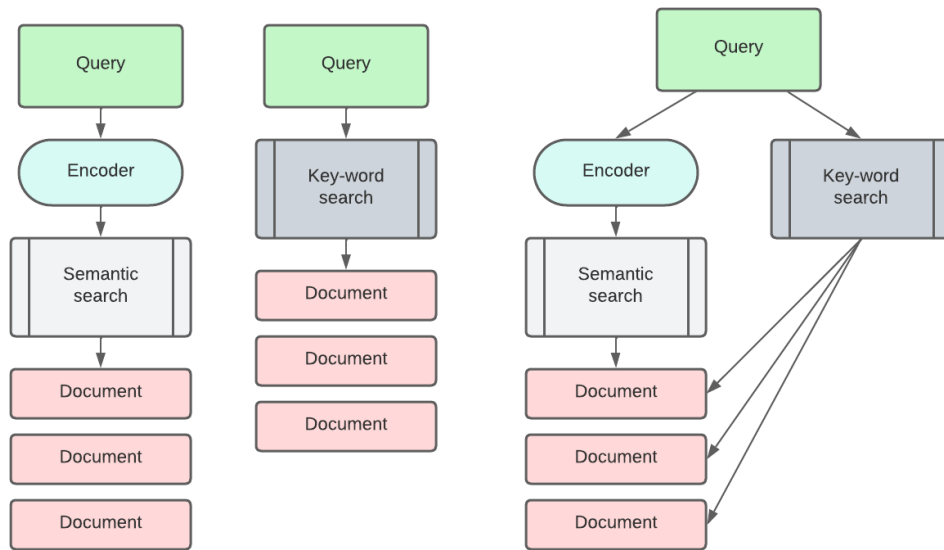 Query
Encoder
Semantic
search
Document
Document
Document
Query
Key-word
search
Document
Document
Document
Query
Encoder
Key-word
search
Semantic
search
Document
Document
Document